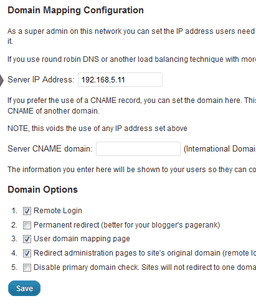 Domain Mapping Configuration
As a super admin on this network you can set the IP address users need
it.
If you use round robin DNS or another load balancing technique with more
Server IP Address: 192.168.5.11
If you prefer the use of a CNAME record, you can set the domain here. This
CNAME of another domain.
NOTE, this voids the use of any IP address set above
Server CNAME domain: (International Domai
The information you enter here will be shown to your users so they can co
Domain Options
1. Remote Login
2. Permanent redirect (better for your blogger's pagerank)
3. User domain mapping page
4. Redirect administration pages to site's original domain (remote lo
5. Disable primary domain check. Sites will not redirect to one doma
Save